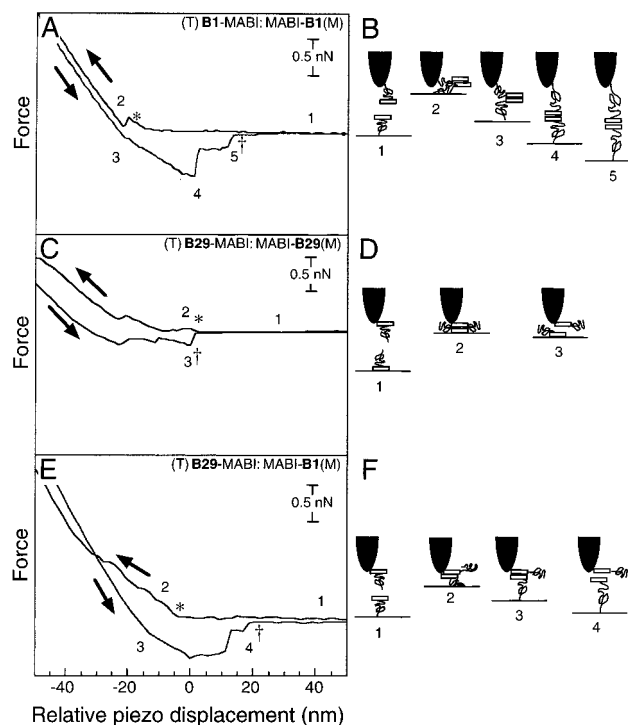 A
(T) B1-MABI: MABI-B1(M)
0.5 nN
Force
2
*
1
3
4
5
†
B
1
2
3
4
5
C
(T) B29-MABI: MABI-B29(M)
0.5 nN
Force
2
*
1
3
†
D
1
2
3
E
(T) B29-MABI: MABI-B1(M)
0.5 nN
Force
2
*
1
3
4
†
F
1
2
3
4
-40
-20
0
20
40
Relative piezo displacement (nm)